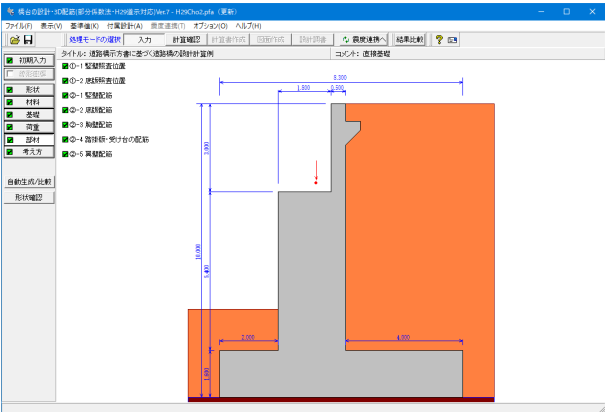 橋台の設計・3D配筋(部分係数法・H29道示対応)Ver.7 - H29Cho2.pfa (更新)
ファイル(F) 表示(V) 基準値(K) 付属設計(A) 震度連携(T) オプション(O) ヘルプ(H)
処理モードの選択 入力 計算確認 計算書作成 図面作成 設計調書 震度連携へ 結果比較
タイトル: 道路橋示方書に基づく道路橋の設計計算例 コメント: 直接基礎
初期入力
形状
材料
基礎
荷重
部材
考え方
自動生成/比較
形状確認
①-1 竪壁照査位置
①-2 底版照査位置
②-1 竪壁配筋
②-2 底版配筋
②-3 胸壁配筋
②-4 踏掛版・受け台の配筋
②-5 翼壁配筋
8.300
1.800 0.500
3.000
10.000
5.400
2.000 4.000
1.600